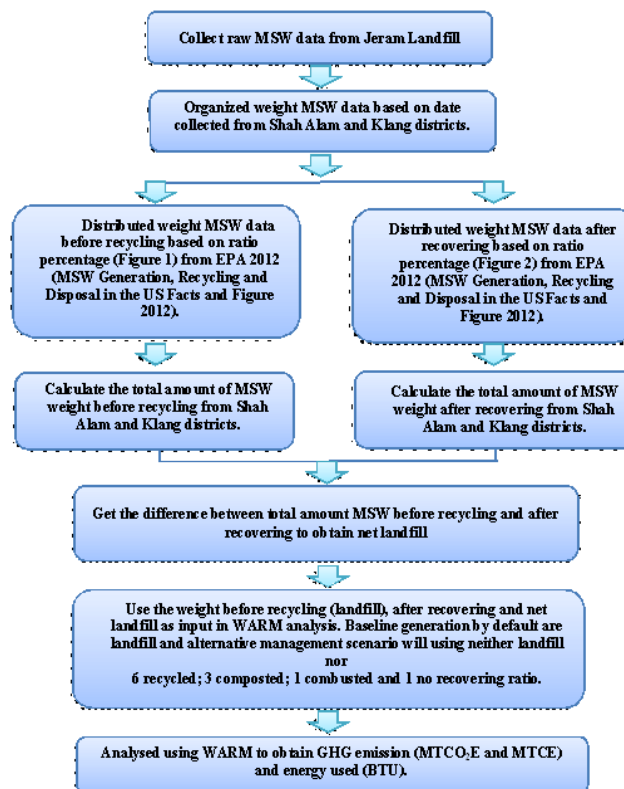 Collect raw MSW data from Jeram Landfill
Organized weight MSW data based on date
collected from Shah Alam and Klang districts.
Distributed weight MSW data
before recycling based on ratio
percentage (Figure 1) from EPA 2012
(MSW Generation, Recycling and
Disposal in the US Facts and Figure
2012).
Distributed weight MSW data after
recovering based on ratio
percentage (Figure 2) from EPA
2012 (MSW Generation, Recycling
and Disposal in the US Facts and
Figure 2012).
Calculate the total amount of MSW
weight before recycling from Shah
Alam and Klang districts.
Calculate the total amount of MSW
weight after recovering from Shah
Alam and Klang districts.
Get the difference between total amount MSW before recycling and after
recovering to obtain net landfill
Use the weight before recycling (landfill), after recovering and net
landfill as input in WARM analysis. Baseline generation by default are
landfill and alternative management scenario will using neither landfill
nor
6 recycled; 3 composted; 1 combusted and 1 no recovering ratio.
Analysed using WARM to obtain GHG emission (MTCO₂E and MTCE)
and energy used (BTU).